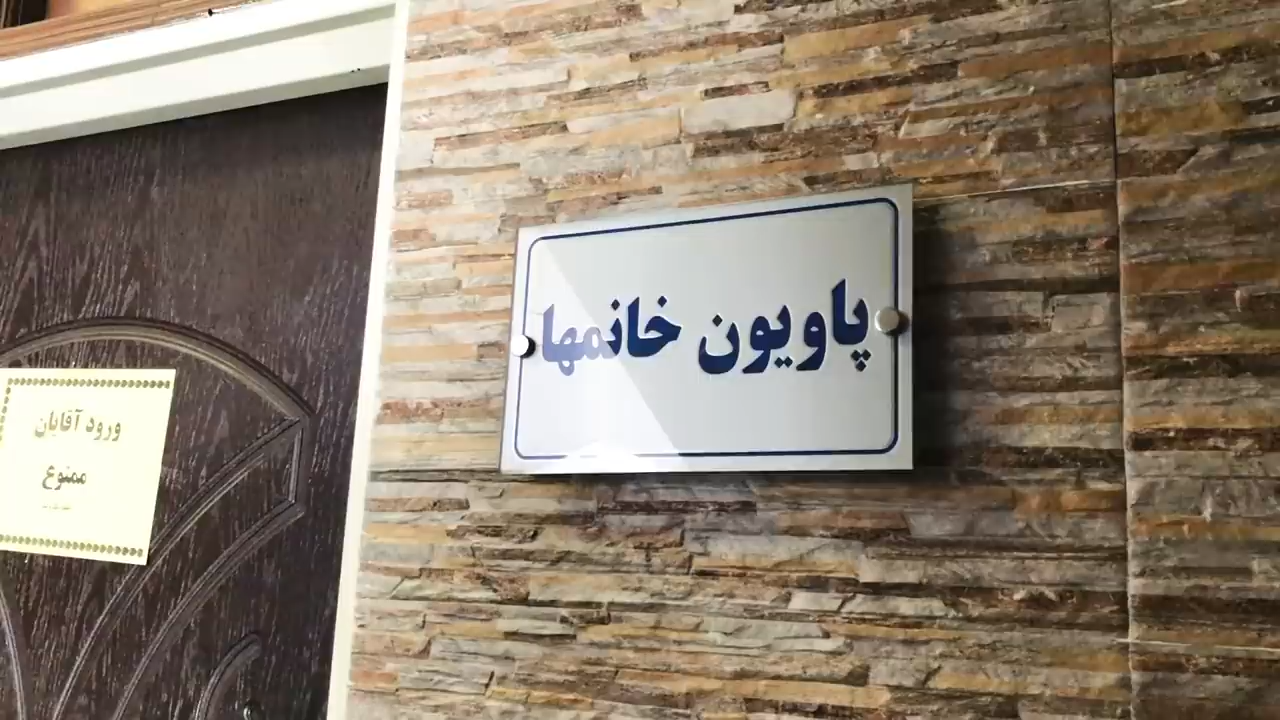 پاویون خانمها
ورود آقایان
ممنوع